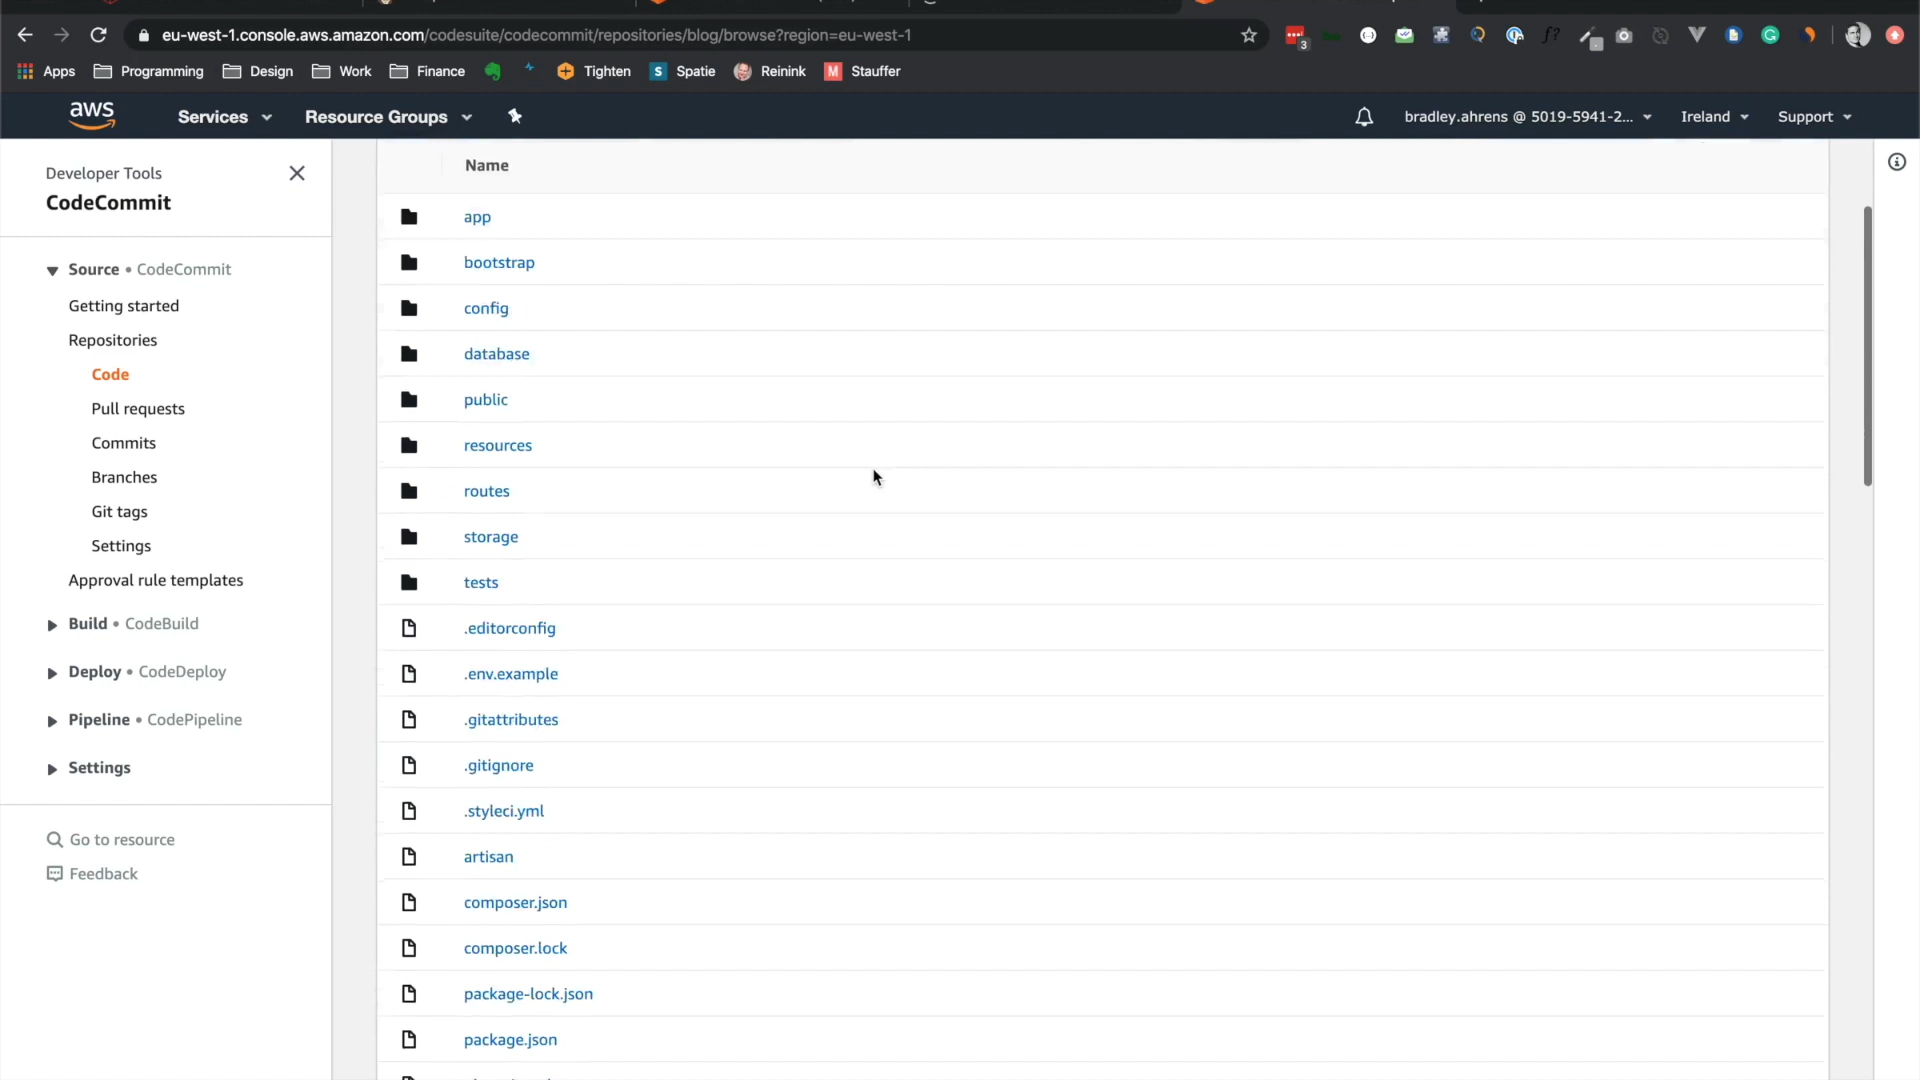 eu-west-1.console.aws.amazon.com/codesuite/codecommit/repositories/blog/browse?region=eu-west-1
3
f?
Apps Programming Design Work Finance Tighten S Spatie Reinink M Stauffer
aws Services Resource Groups bradley.ahrens @ 5019-5941-2... Ireland Support
Developer Tools
CodeCommit
Source • CodeCommit
Getting started
Repositories
Code
Pull requests
Commits
Branches
Git tags
Settings
Approval rule templates
Build • CodeBuild
Deploy • CodeDeploy
Pipeline • CodePipeline
Settings
Go to resource
Feedback
Name
app
bootstrap
config
database
public
resources
routes
storage
tests
.editorconfig
.env.example
.gitattributes
.gitignore
.styleci.yml
artisan
composer.json
composer.lock
package-lock.json
package.json